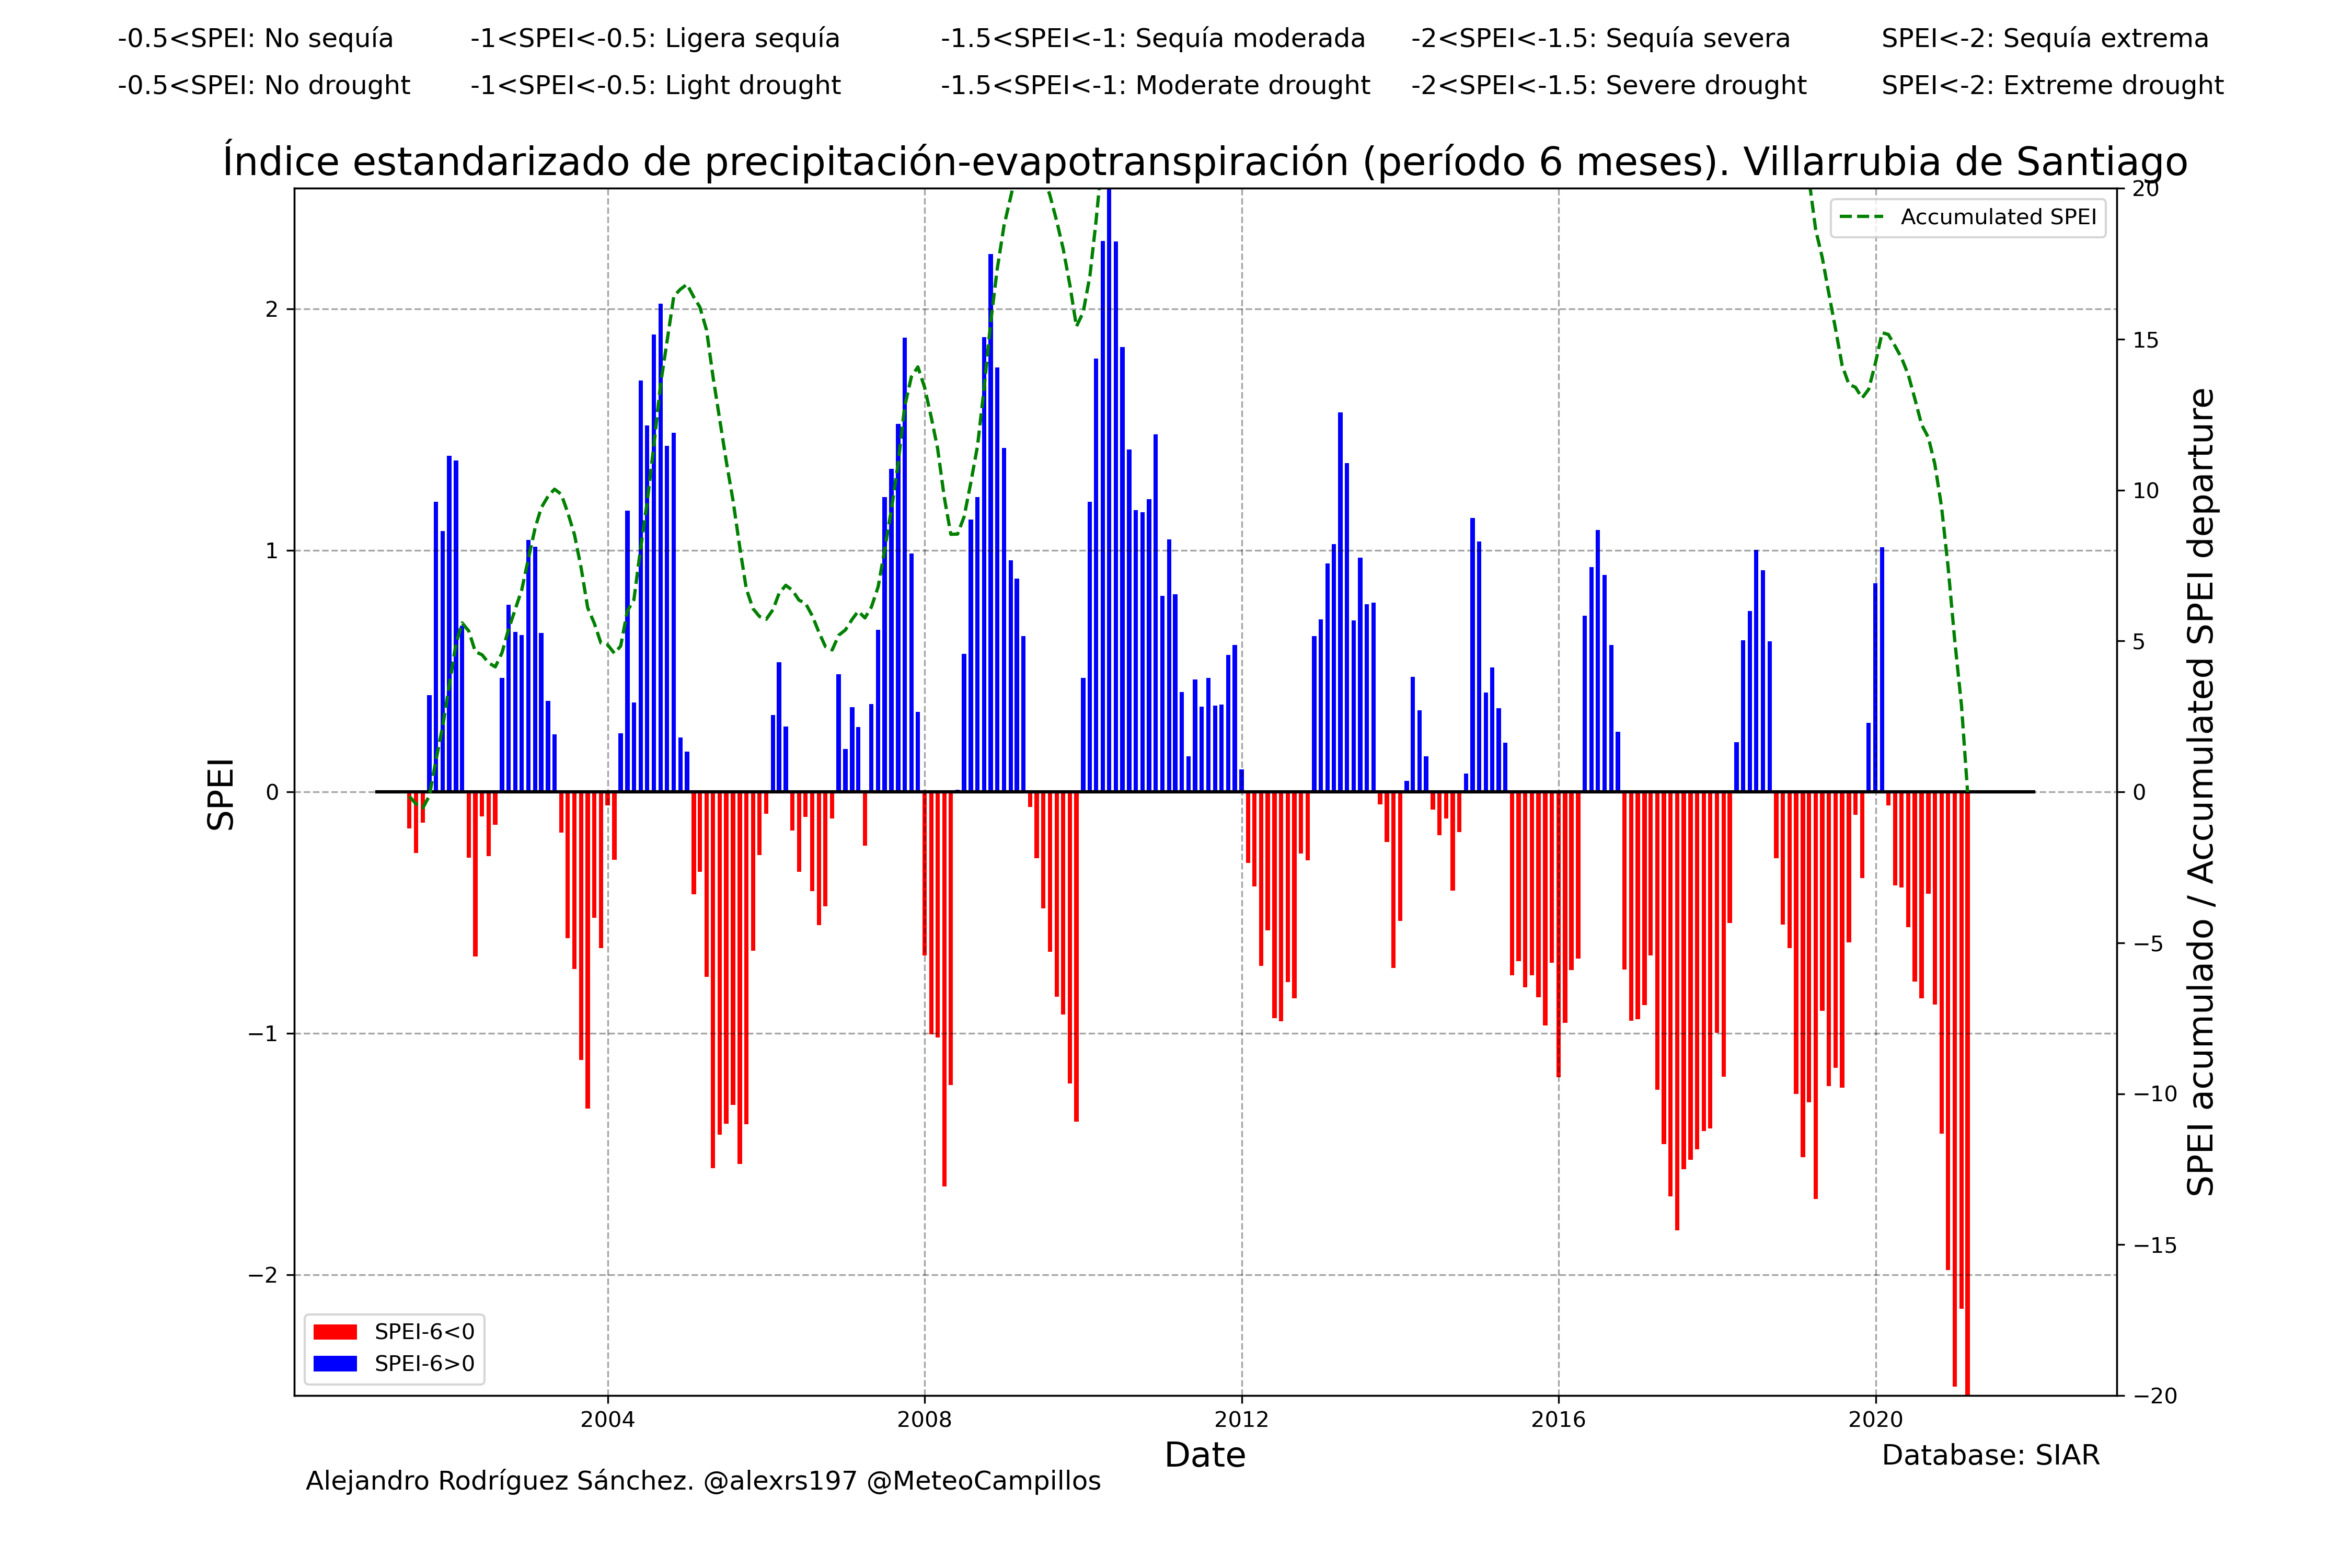 -0.5<SPEI: No sequía -1<SPEI<-0.5: Ligera sequía -1.5<SPEI<-1: Sequía moderada -2<SPEI<-1.5: Sequía severa SPEI<-2: Sequía extrema
-0.5<SPEI: No drought -1<SPEI<-0.5: Light drought -1.5<SPEI<-1: Moderate drought -2<SPEI<-1.5: Severe drought SPEI<-2: Extreme drought
Índice estandarizado de precipitación-evapotranspiración (período 6 meses). Villarrubia de Santiago
Accumulated SPEI
SPEI
2
1
0
−1
−2
20
15
10
5
0
−5
−10
−15
−20
SPEI acumulado / Accumulated SPEI departure
SPEI-6<0
SPEI-6>0
2004 2008 2012 2016 2020
Date
Database: SIAR
Alejandro Rodríguez Sánchez. @alexrs197 @MeteoCampillos